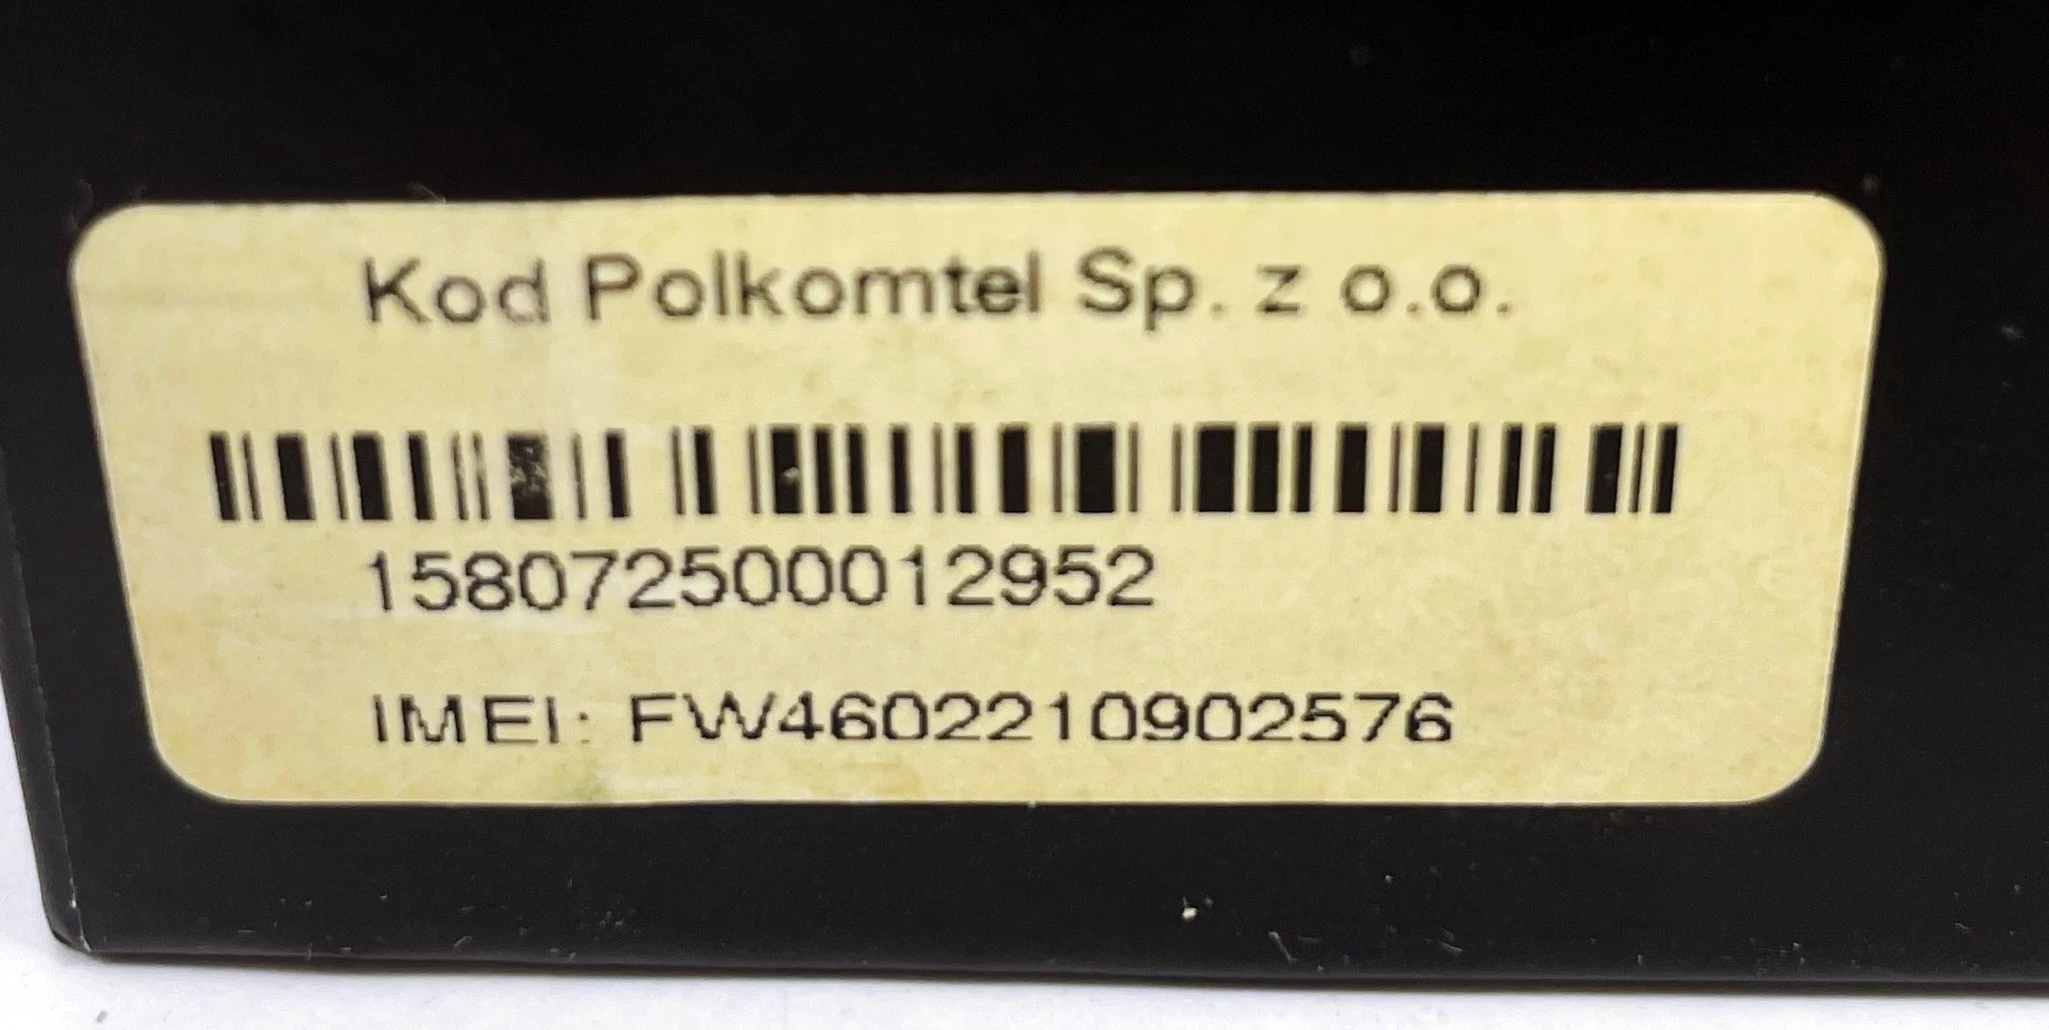 Kod Polkomtel Sp. z o.o.
158072500012952
IMEI: FW4602210902576